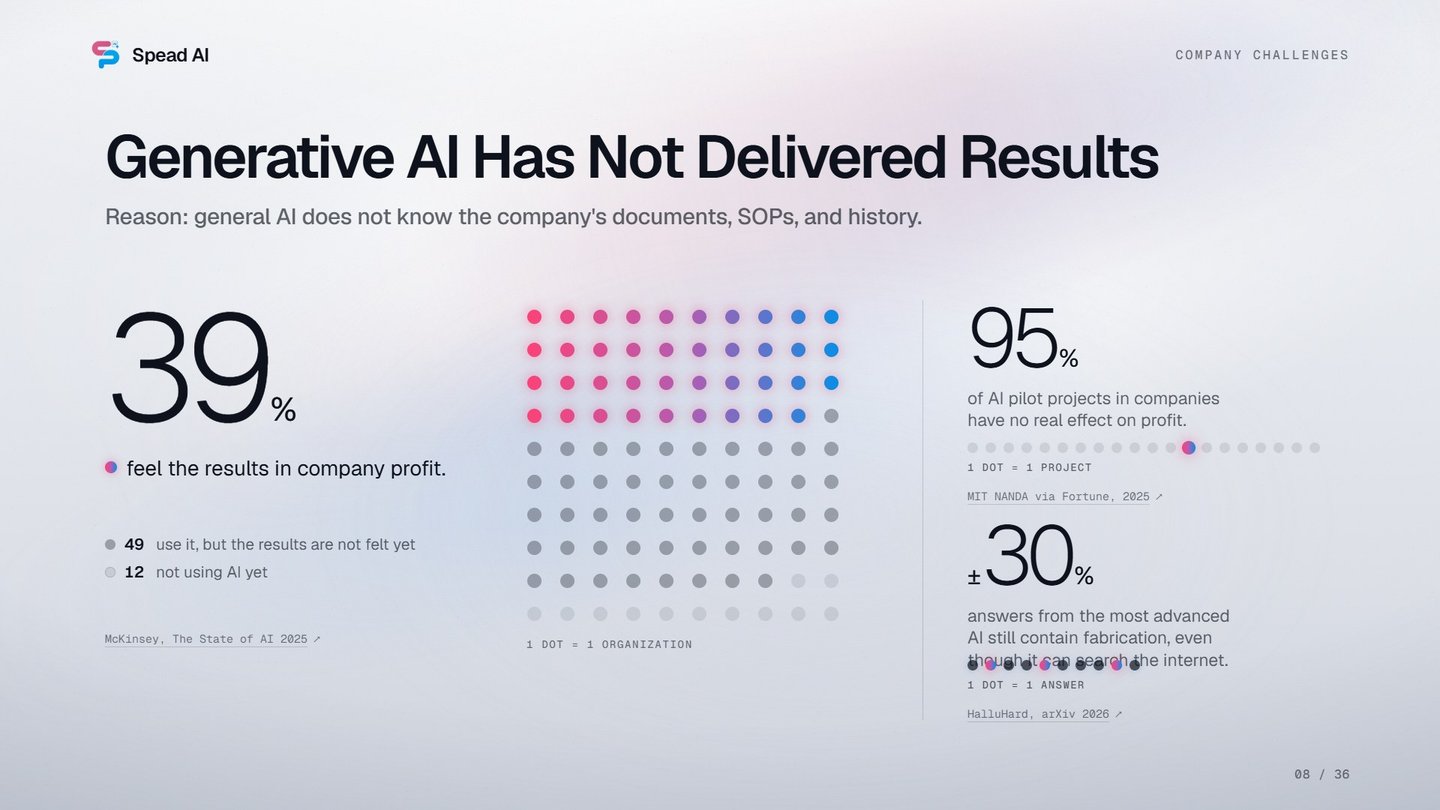 Spead AI
COMPANY CHALLENGES
Generative AI Has Not Delivered Results
Reason: general AI does not know the company's documents, SOPs, and history.
39%
feel the results in company profit.
49 use it, but the results are not felt yet
12 not using AI yet
McKinsey, The State of AI 2025 ↗
1 DOT = 1 ORGANIZATION
95%
of AI pilot projects in companies
have no real effect on profit.
1 DOT = 1 PROJECT
MIT NANDA via Fortune, 2025 ↗
±30%
answers from the most advanced
AI still contain fabrication, even
though it can search the internet.
1 DOT = 1 ANSWER
HalluHard, arXiv 2026 ↗
08 / 36